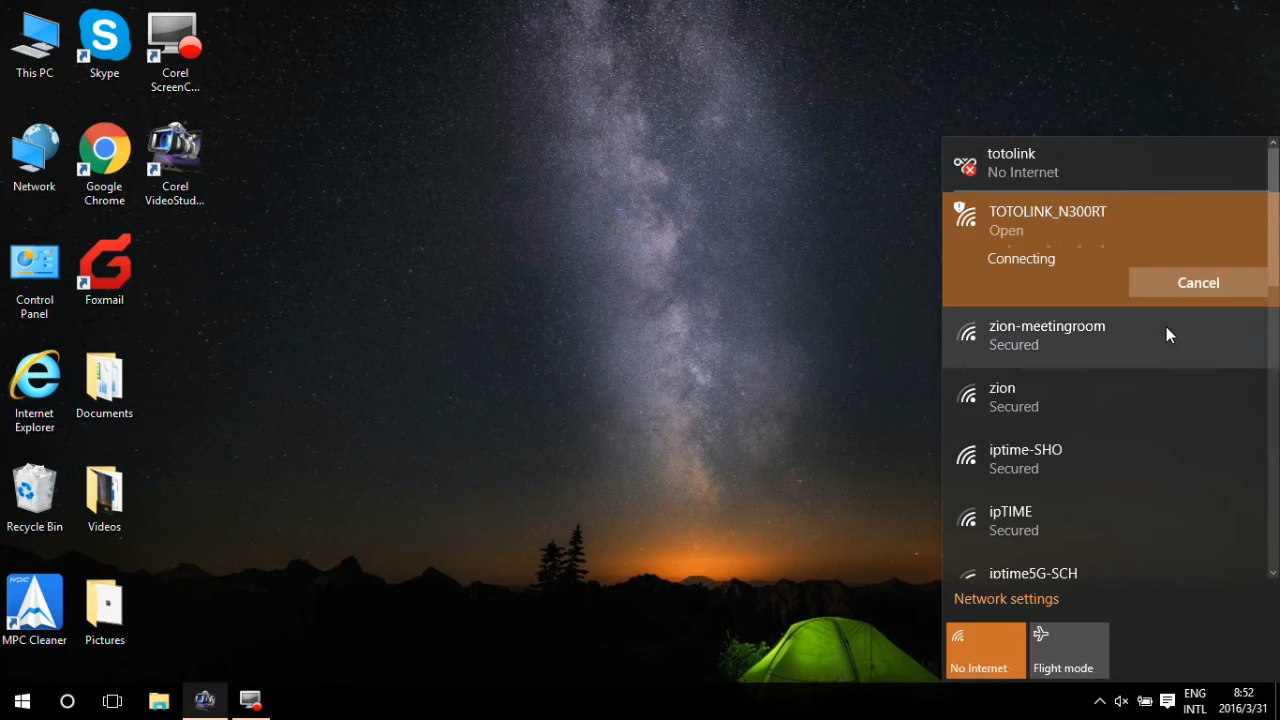 This PC
Skype
Corel
ScreenC...
Network
Google
Chrome
Corel
VideoStud...
Control
Panel
Foxmail
Internet
Explorer
Documents
Recycle Bin
Videos
MPC
MPC Cleaner
Pictures
totolink
No Internet
TOTOLINK_N300RT
Open
Connecting
Cancel
zion-meetingroom
Secured
zion
Secured
iptime-SHO
Secured
ipTIME
Secured
iptime5G-SCH
Network settings
No Internet
Flight mode
ENG
INTL
8:52
2016/3/31